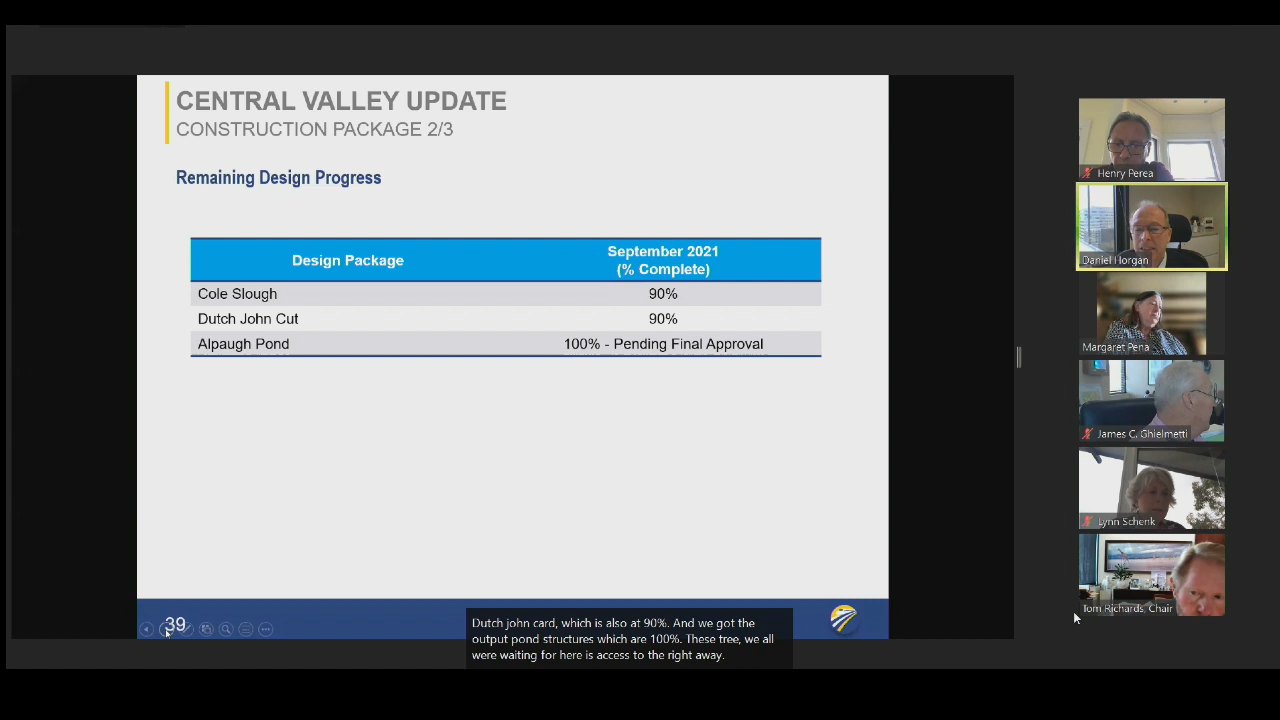 CENTRAL VALLEY UPDATE
CONSTRUCTION PACKAGE 2/3
Remaining Design Progress
Design Package
September 2021
(% Complete)
Cole Slough 90%
Dutch John Cut 90%
Alpaugh Pond 100% - Pending Final Approval
39
Dutch john card, which is also at 90%. And we got the
output pond structures which are 100%. These tree, we all
were waiting for here is access to the right away.
Henry Perea
Daniel Horgan
Margaret Pena
James C. Ghielmetti
Lynn Schenk
Tom Richards, Chair